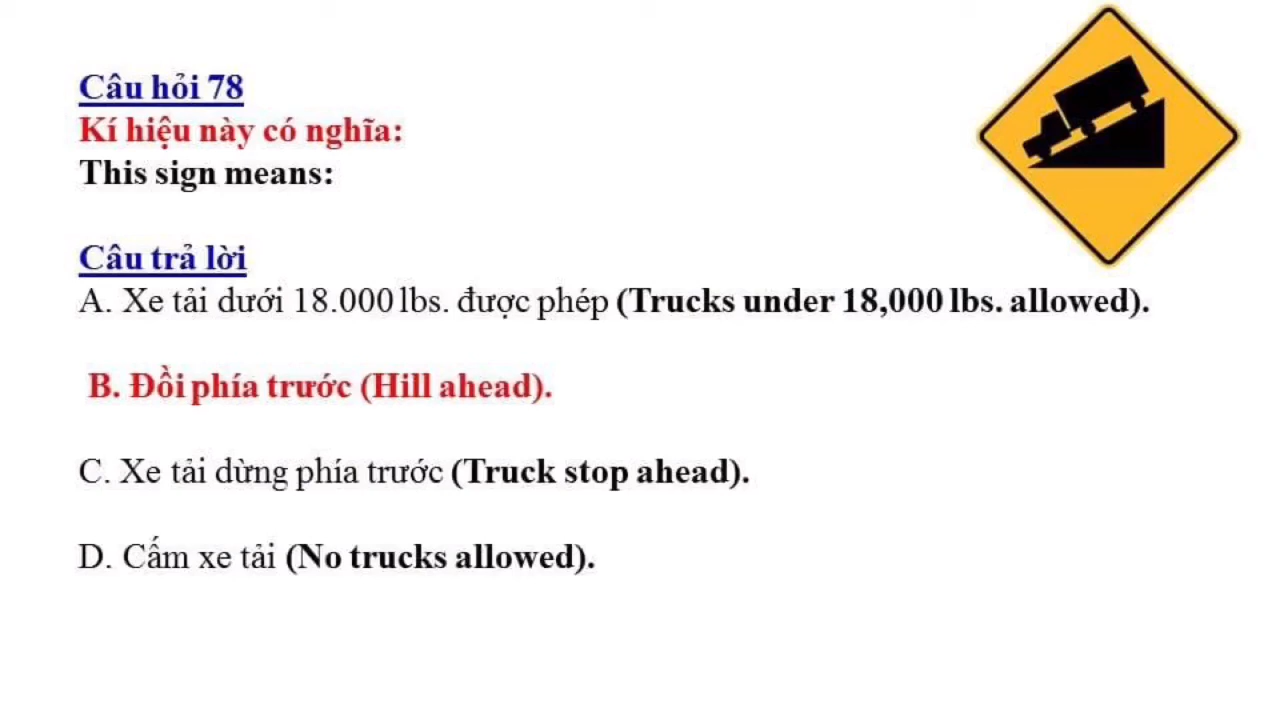 Câu hỏi 78
Kí hiệu này có nghĩa:
This sign means:
Câu trả lời
A. Xe tải dưới 18.000 lbs. được phép (Trucks under 18,000 lbs. allowed).
B. Đồi phía trước (Hill ahead).
C. Xe tải dừng phía trước (Truck stop ahead).
D. Cấm xe tải (No trucks allowed).